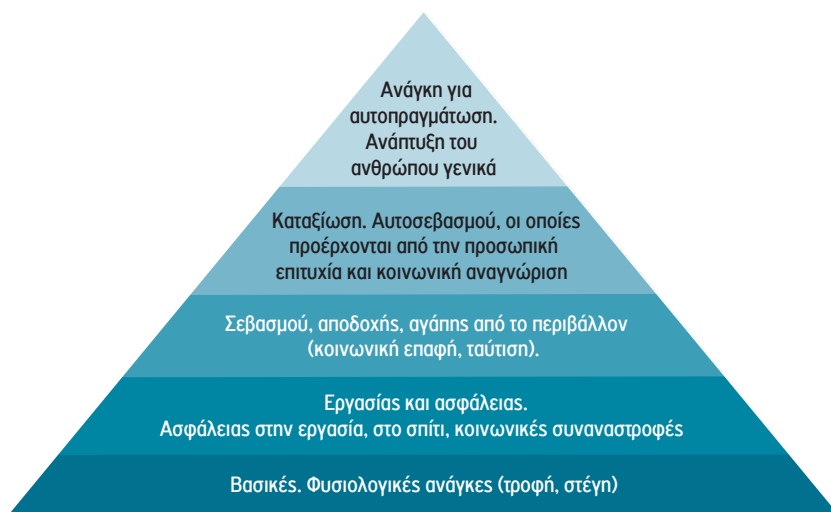 Ανάγκη για
αυτοπραγμάτωση.
Ανάπτυξη του
ανθρώπου γενικά
Καταξίωση. Αυτοσεβασμού, οι οποίες
προέρχονται από την προσωπική
επιτυχία και κοινωνική αναγνώριση
Σεβασμού, αποδοχής, αγάπης από το περιβάλλον
(κοινωνική επαφή, ταύτιση).
Εργασίας και ασφάλειας.
Ασφάλειας στην εργασία, στο σπίτι, κοινωνικές συναναστροφές
Βασικές. Φυσιολογικές ανάγκες (τροφή, στέγη)